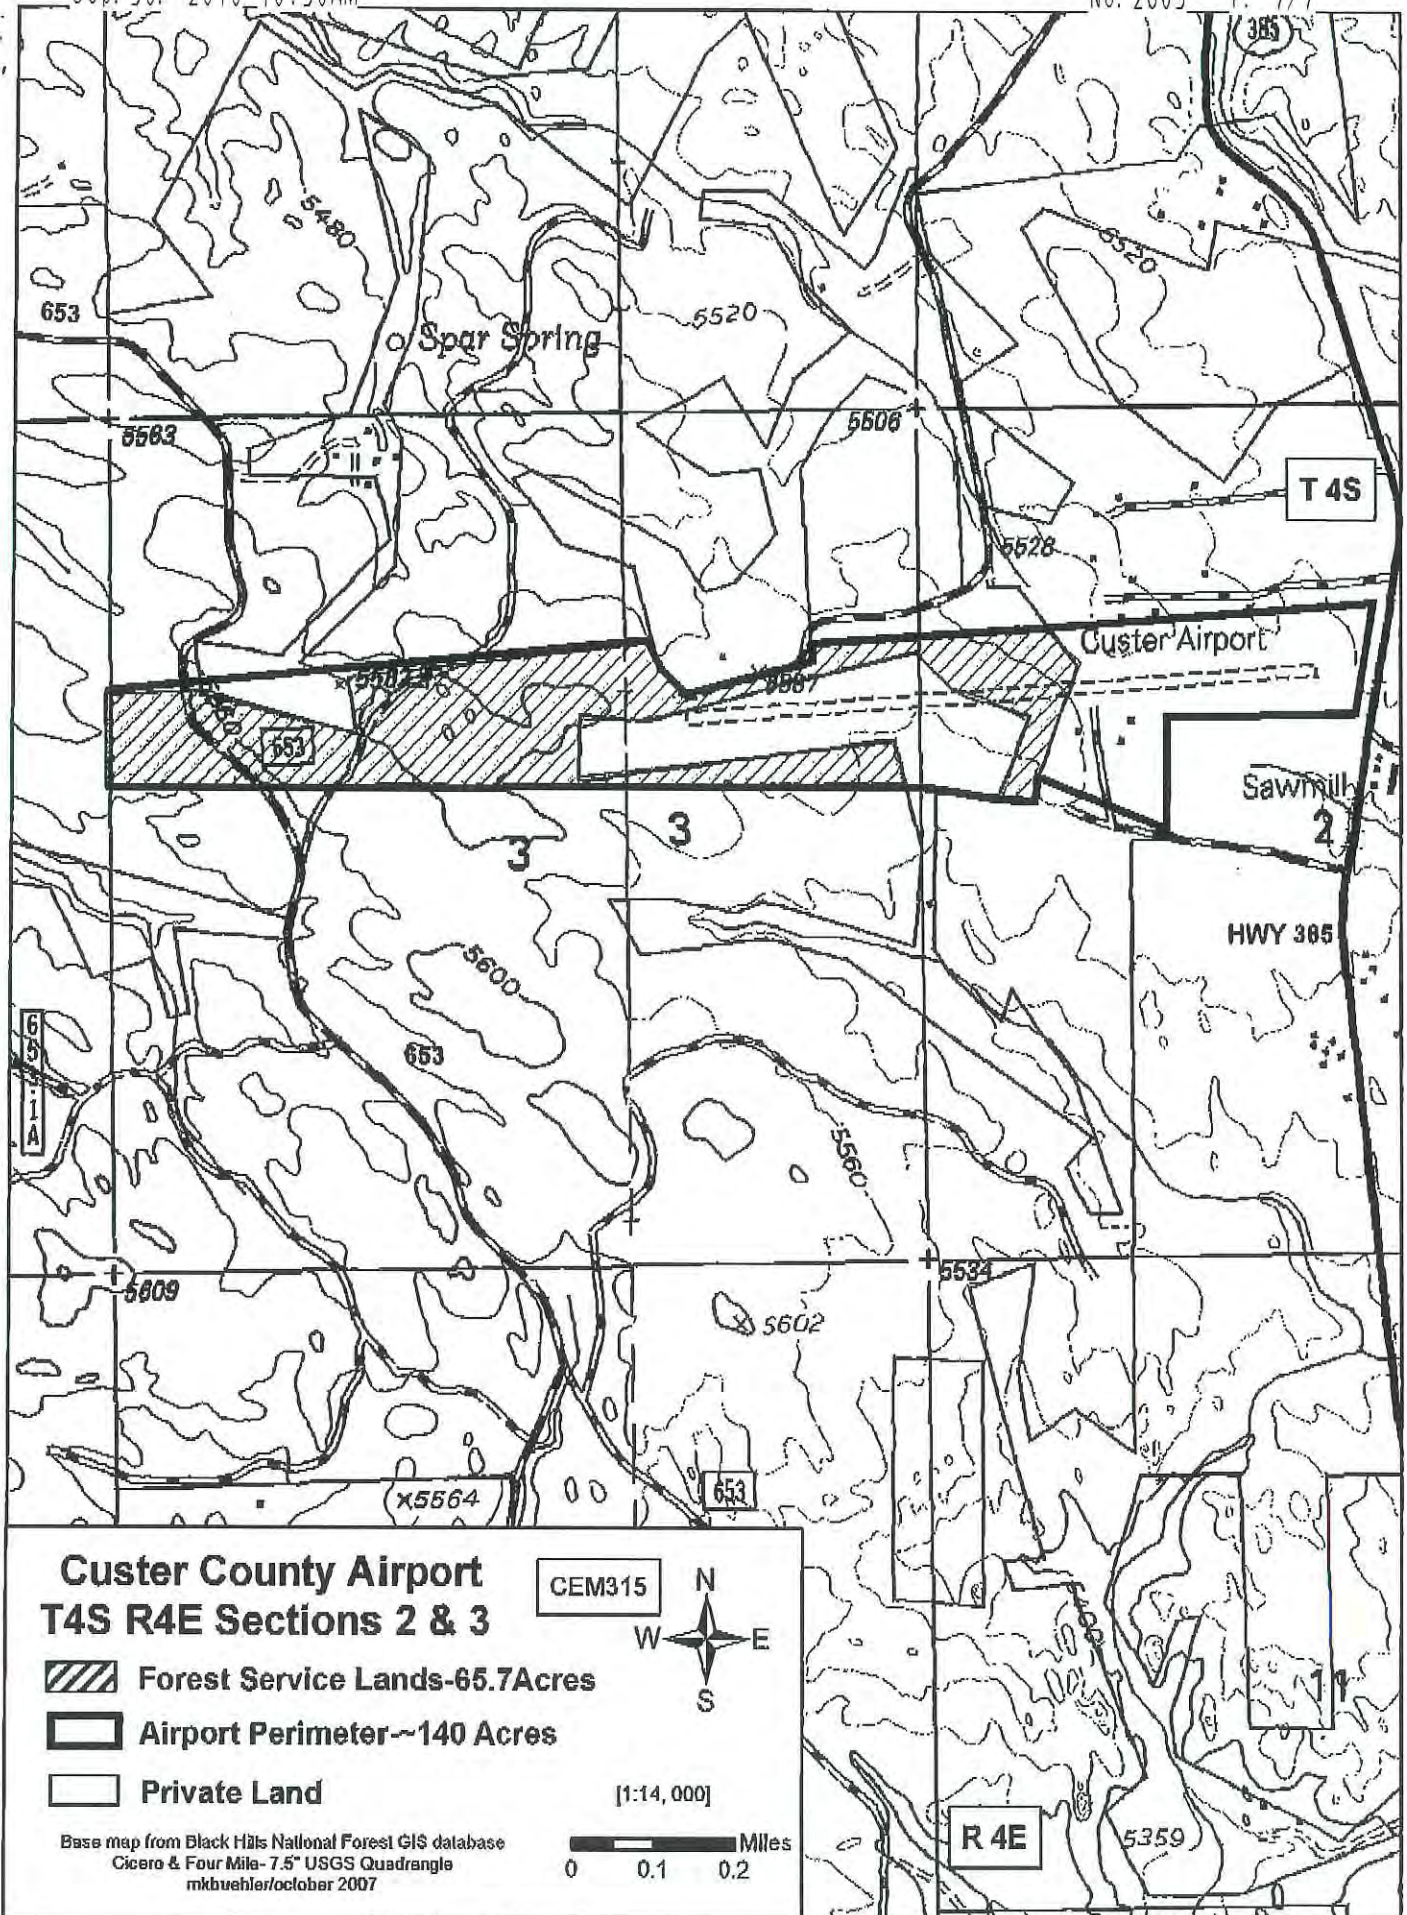 385
5480
6520
653
Spar Spring
5520
5563
5606
T 4S
5528
Custer Airport
653
Sawmill
3
3
2
HWY 385
5600
653
5560
5609
5534
5602
x5564
653
11
5359
R 4E
Custer County Airport
T4S R4E Sections 2 & 3
CEM315
N
W E
S
Forest Service Lands-65.7Acres
Airport Perimeter-~140 Acres
Private Land
[1:14,000]
Base map from Black Hills National Forest GIS database
Cicero & Four Mile- 7.5" USGS Quadrangle
mkbuehler/october 2007
Miles
0 0.1 0.2